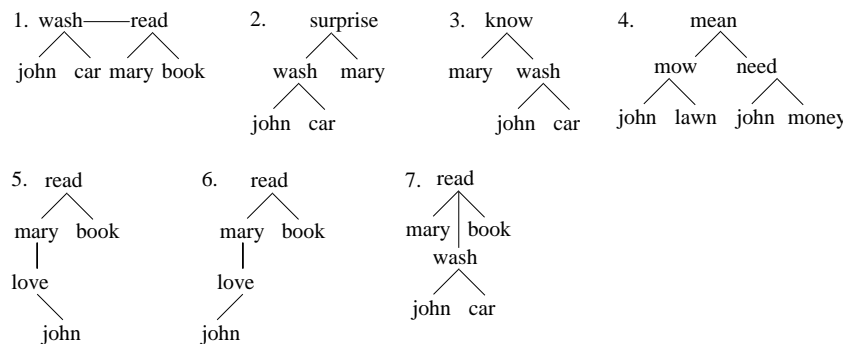 1. wash read 2. surprise 3. know 4. mean
john car mary book wash mary mary wash mow need
john car john car john lawn john money
5. read 6. read 7. read
mary book mary book mary book
love love wash
john john john car